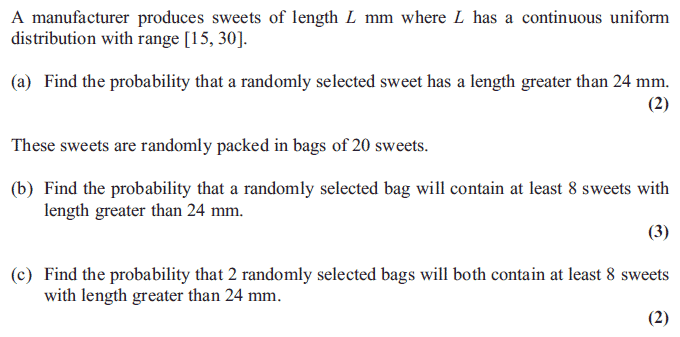 A manufacturer produces sweets of length L mm where L has a continuous uniform
distribution with range [15, 30].
(a) Find the probability that a randomly selected sweet has a length greater than 24 mm.
(2)
These sweets are randomly packed in bags of 20 sweets.
(b) Find the probability that a randomly selected bag will contain at least 8 sweets with
length greater than 24 mm.
(3)
(c) Find the probability that 2 randomly selected bags will both contain at least 8 sweets
with length greater than 24 mm.
(2)